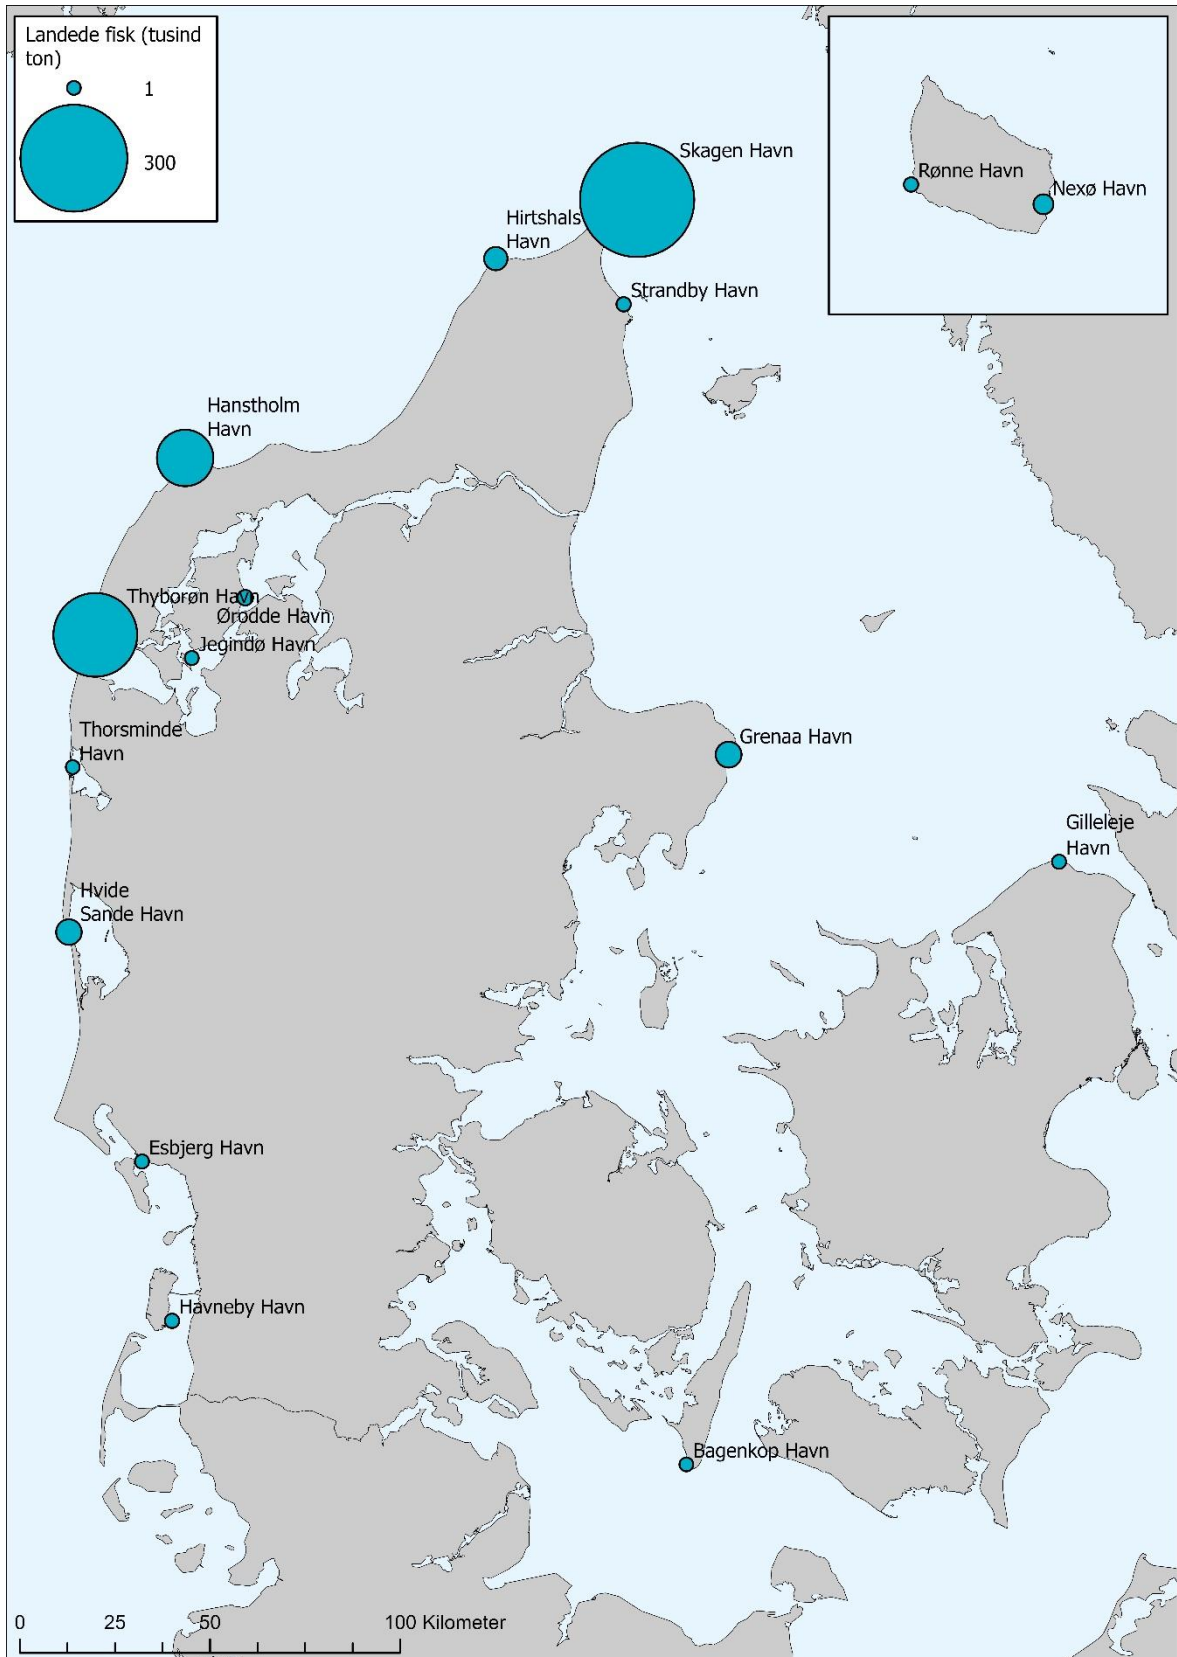 Landede fisk (tusind
ton)
1
300
Skagen Havn
Rønne Havn
Nexø Havn
Hirtshals
Havn
Strandby Havn
Hanstholm
Havn
Thyborøn Havn
Ørodde Havn
Jegindø Havn
Thorsminde
Havn
Grenaa Havn
Gilleleje
Havn
Hvide
Sande Havn
Esbjerg Havn
Havneby Havn
Bagenkop Havn
0 25 50 100 Kilometer